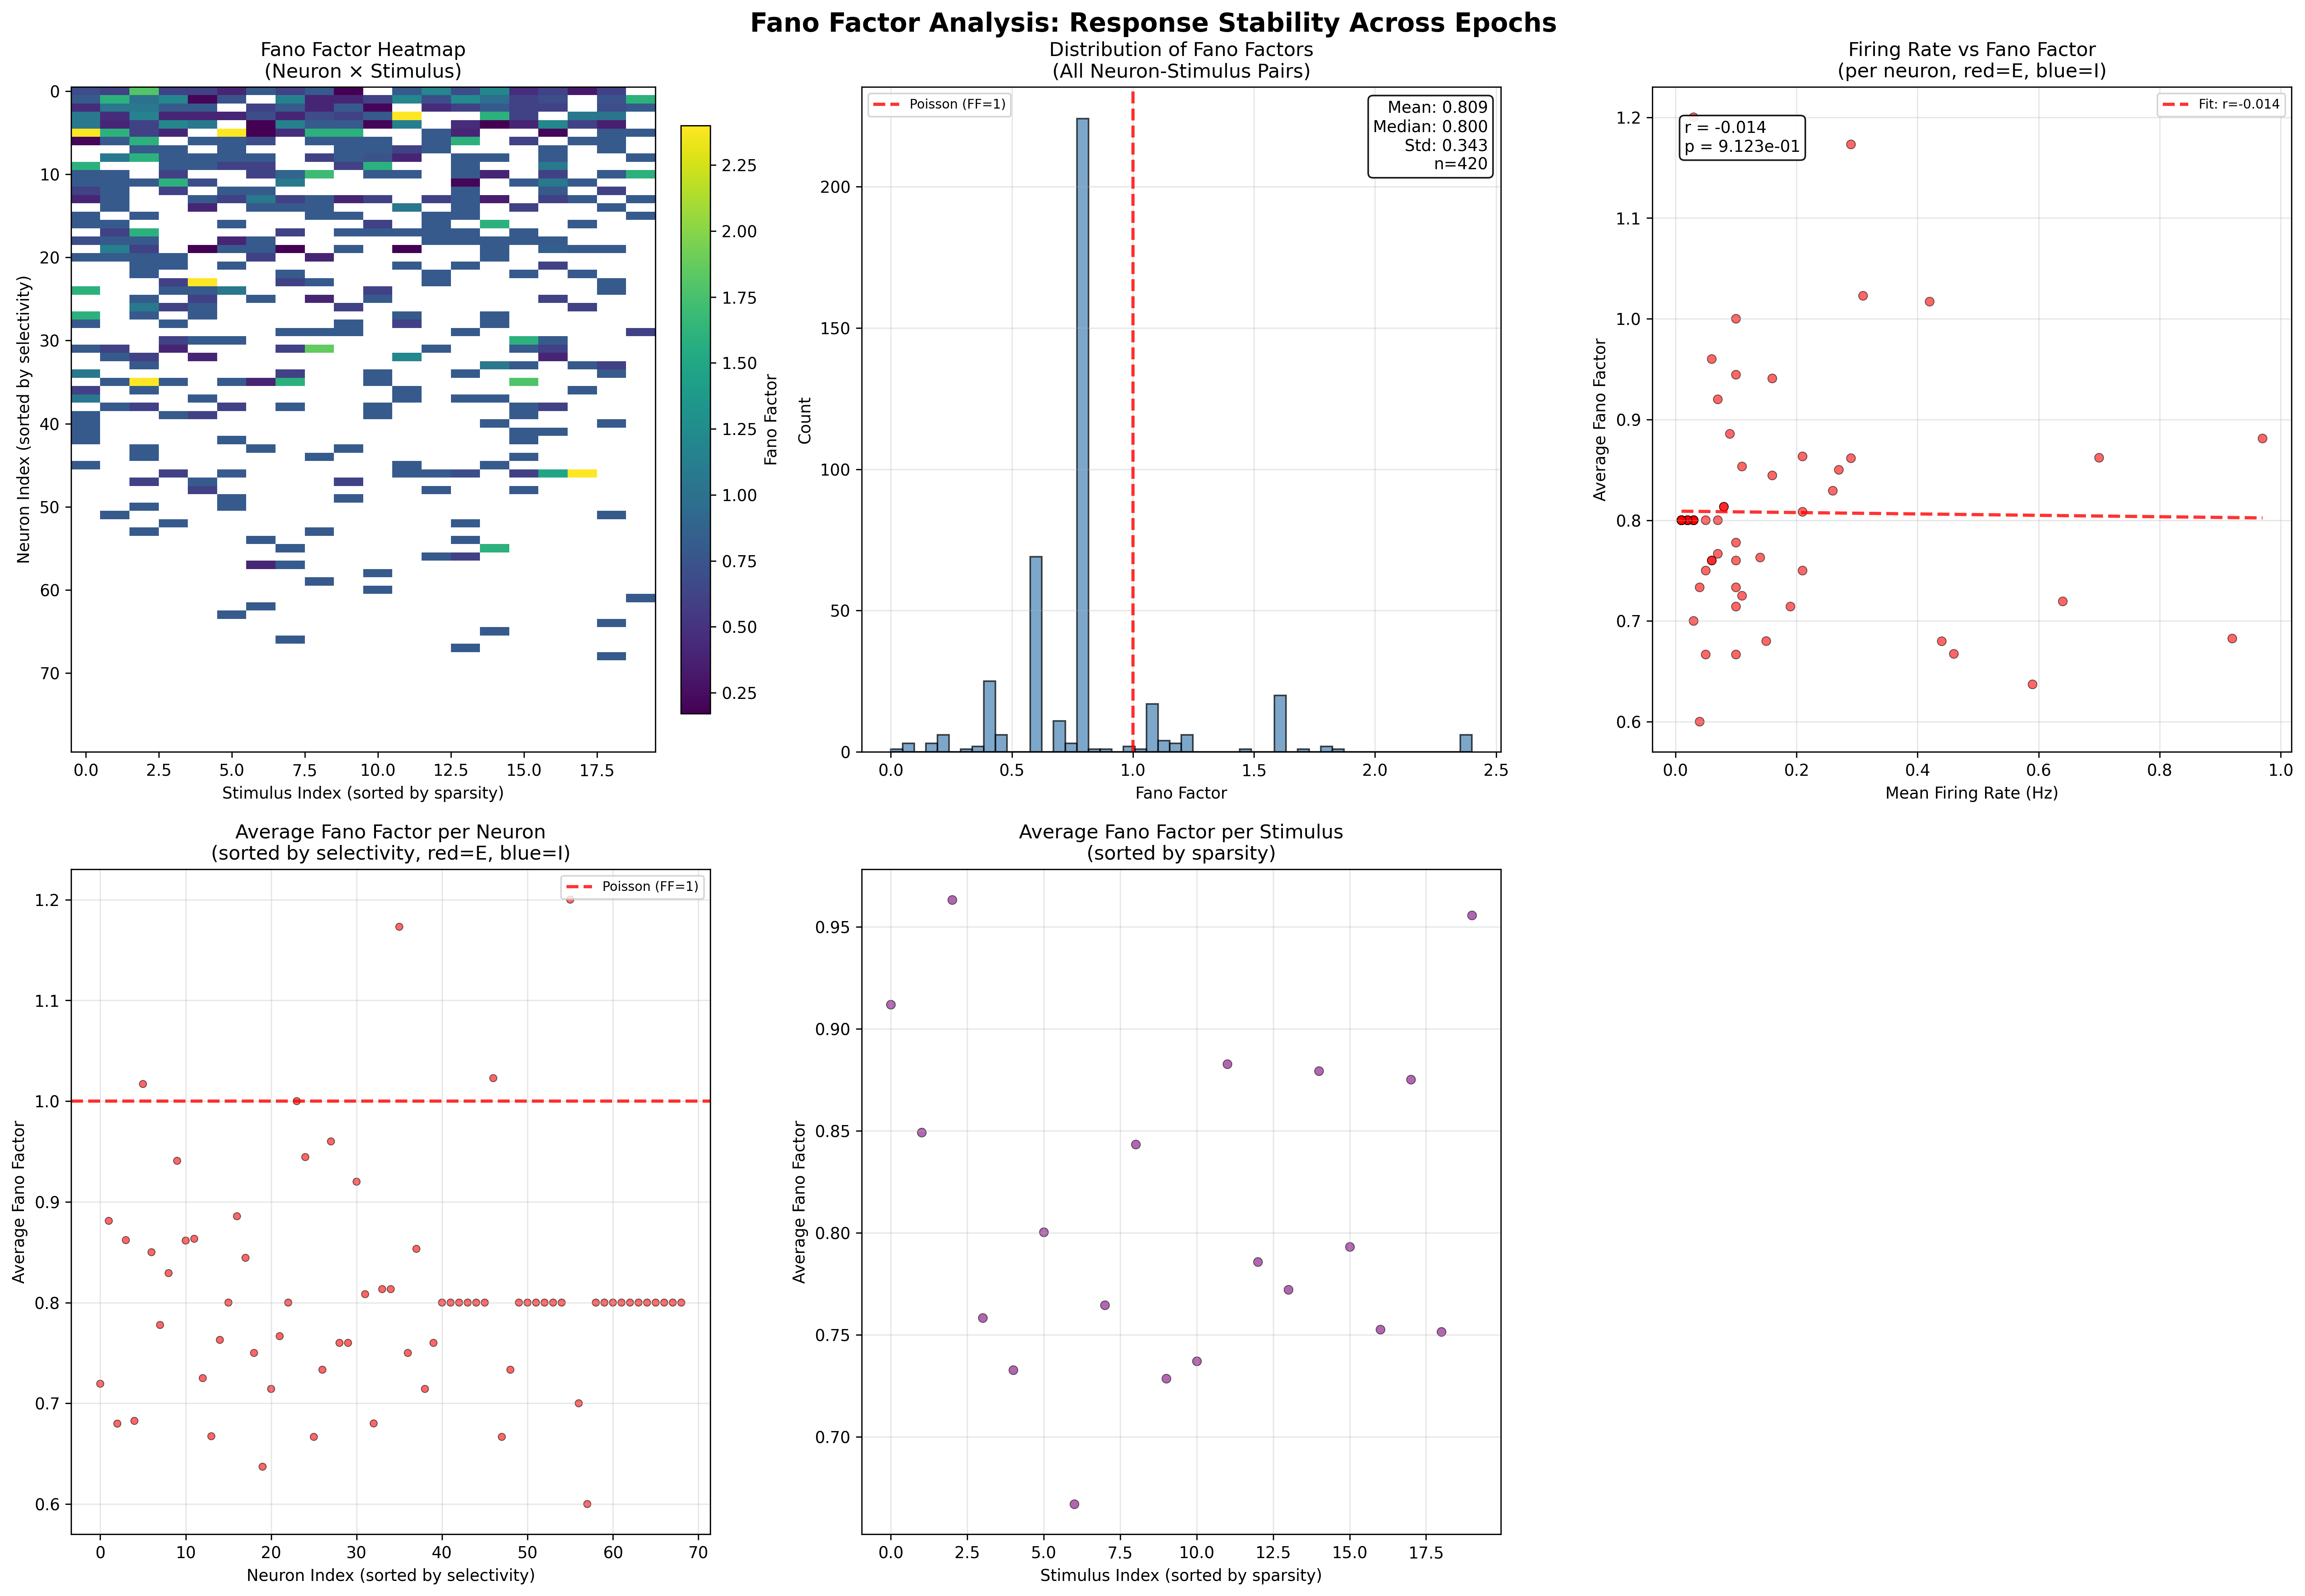 Fano Factor Analysis: Response Stability Across Epochs
Fano Factor Heatmap
(Neuron × Stimulus)
0
10
20
30
40
50
60
70
Neuron Index (sorted by selectivity)
0.0
2.5
5.0
7.5
10.0
12.5
15.0
17.5
Stimulus Index (sorted by sparsity)
2.25
2.00
1.75
1.50
1.25
1.00
0.75
0.50
0.25
Fano Factor
Distribution of Fano Factors
(All Neuron-Stimulus Pairs)
Poisson (FF=1)
Mean: 0.809
Median: 0.800
Std: 0.343
n=420
200
150
100
50
0
Count
0.0
0.5
1.0
1.5
2.0
2.5
Fano Factor
Firing Rate vs Fano Factor
(per neuron, red=E, blue=I)
Fit: r=-0.014
r = -0.014
p = 9.123e-01
1.2
1.1
1.0
0.9
0.8
0.7
0.6
Average Fano Factor
0.0
0.2
0.4
0.6
0.8
1.0
Mean Firing Rate (Hz)
Average Fano Factor per Neuron
(sorted by selectivity, red=E, blue=I)
Poisson (FF=1)
1.2
1.1
1.0
0.9
0.8
0.7
0.6
Average Fano Factor
0
10
20
30
40
50
60
70
Neuron Index (sorted by selectivity)
Average Fano Factor per Stimulus
(sorted by sparsity)
0.95
0.90
0.85
0.80
0.75
0.70
Average Fano Factor
0.0
2.5
5.0
7.5
10.0
12.5
15.0
17.5
Stimulus Index (sorted by sparsity)